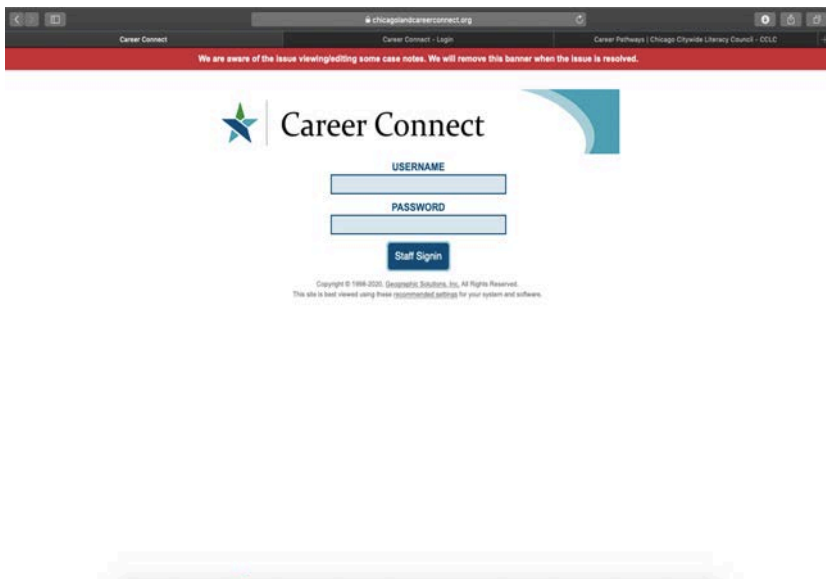 chicagolandcareerconnect.org
Career Connect
Career Connect - Login
Career Pathways | Chicago Citywide Literacy Council - CCLC
We are aware of the issue viewing/editing some case notes. We will remove this banner when the issue is resolved.
Career Connect
USERNAME
PASSWORD
Staff Signin
Copyright © 1998-2020, Geographic Solutions, Inc. All Rights Reserved.
This site is best viewed using these recommended settings for your system and software.